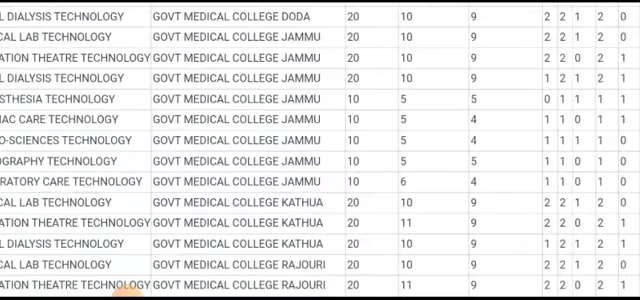 L DIALYSIS TECHNOLOGY GOVT MEDICAL COLLEGE DODA 20 10 9 2 2 1 2 0
CAL LAB TECHNOLOGY GOVT MEDICAL COLLEGE JAMMU 20 10 9 2 2 1 2 0
ATION THEATRE TECHNOLOGY GOVT MEDICAL COLLEGE JAMMU 20 10 9 2 2 0 2 1
L DIALYSIS TECHNOLOGY GOVT MEDICAL COLLEGE JAMMU 20 10 9 1 2 1 2 1
STHESIA TECHNOLOGY GOVT MEDICAL COLLEGE JAMMU 10 5 5 0 1 1 1 1
IAC CARE TECHNOLOGY GOVT MEDICAL COLLEGE JAMMU 10 5 4 1 1 0 1 1
O-SCIENCES TECHNOLOGY GOVT MEDICAL COLLEGE JAMMU 10 5 4 1 1 1 1 0
OGRAPHY TECHNOLOGY GOVT MEDICAL COLLEGE JAMMU 10 5 5 1 1 0 1 0
RATORY CARE TECHNOLOGY GOVT MEDICAL COLLEGE JAMMU 10 6 4 1 1 0 1 0
CAL LAB TECHNOLOGY GOVT MEDICAL COLLEGE KATHUA 20 10 9 2 2 1 2 0
ATION THEATRE TECHNOLOGY GOVT MEDICAL COLLEGE KATHUA 20 11 9 2 2 0 2 1
L DIALYSIS TECHNOLOGY GOVT MEDICAL COLLEGE KATHUA 20 10 9 1 2 1 2 1
CAL LAB TECHNOLOGY GOVT MEDICAL COLLEGE RAJOURI 20 10 9 2 2 1 2 0
ATION THEATRE TECHNOLOGY GOVT MEDICAL COLLEGE RAJOURI 20 11 9 2 2 0 2 1